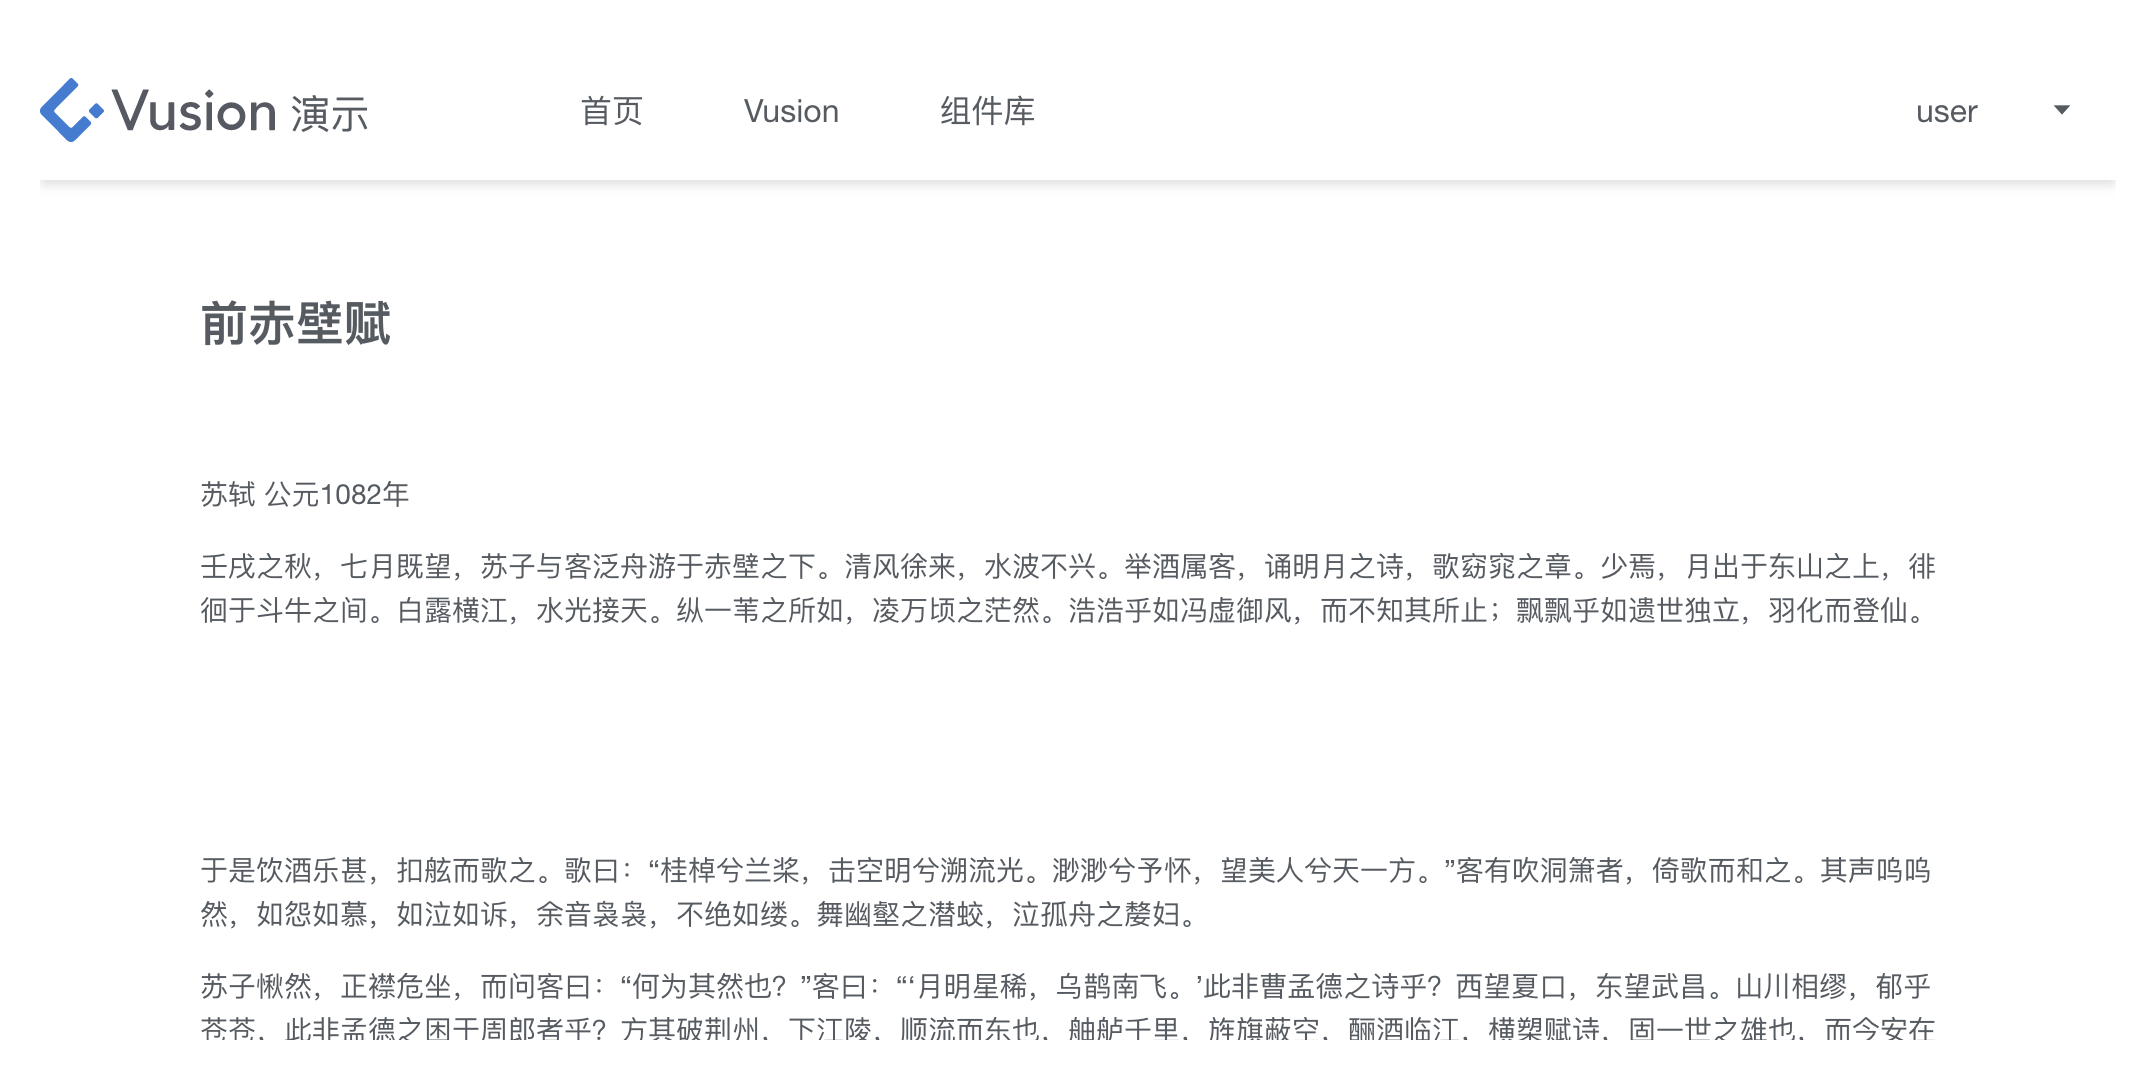 Vusion 演示
首页 Vusion 组件库 user
前赤壁赋
苏轼 公元1082年
壬戌之秋，七月既望，苏子与客泛舟游于赤壁之下。清风徐来，水波不兴。举酒属客，诵明月之诗，歌窈窕之章。少焉，月出于东山之上，徘
徊于斗牛之间。白露横江，水光接天。纵一苇之所如，凌万顷之茫然。浩浩乎如冯虚御风，而不知其所止；飘飘乎如遗世独立，羽化而登仙。
于是饮酒乐甚，扣舷而歌之。歌曰：“桂棹兮兰桨，击空明兮溯流光。渺渺兮予怀，望美人兮天一方。”客有吹洞箫者，倚歌而和之。其声呜呜
然，如怨如慕，如泣如诉，余音袅袅，不绝如缕。舞幽壑之潜蛟，泣孤舟之嫠妇。
苏子愀然，正襟危坐，而问客曰：“何为其然也？”客曰：“‘月明星稀，乌鹊南飞。’此非曹孟德之诗乎？西望夏口，东望武昌。山川相缪，郁乎
苍苍，此非孟德之困于周郎者乎？方其破荆州，下江陵，顺流而东也，舳舻千里，旌旗蔽空，酾酒临江，横槊赋诗，固一世之雄也，而今安在